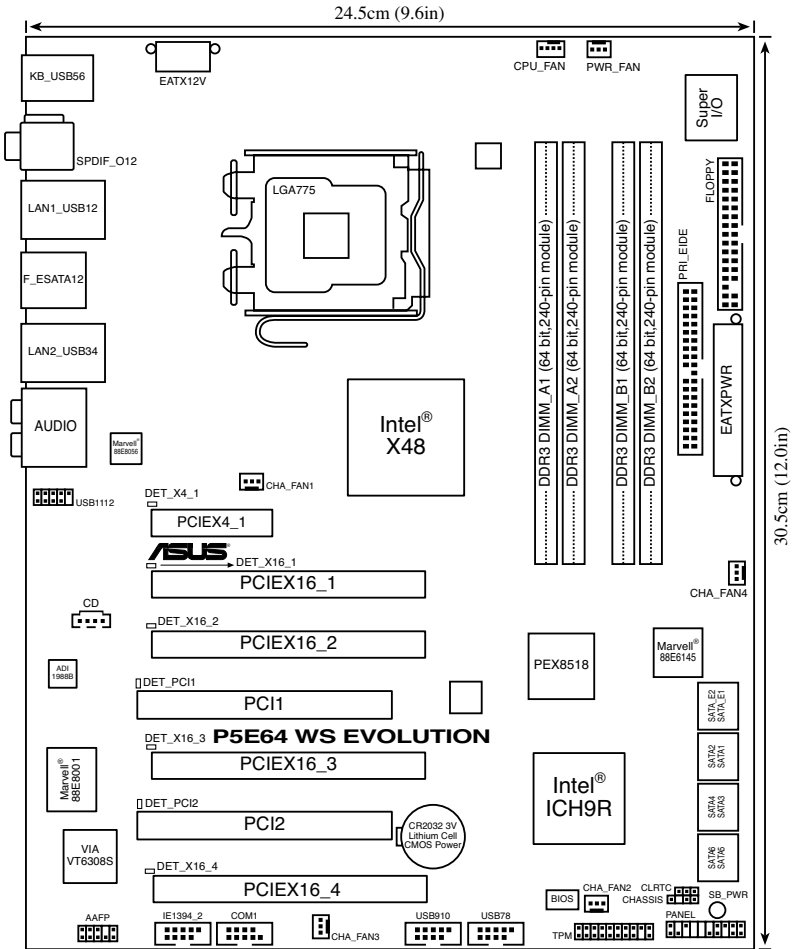 24.5cm (9.6in)
KB_USB56
EATX12V
CPU_FAN
PWR_FAN
Super
I/O
SPDIF_O12
LGA775
FLOPPY
LAN1_USB12
PRI_EIDE
F_ESATA12
DDR3 DIMM_A1 (64 bit,240-pin module)
DDR3 DIMM_A2 (64 bit,240-pin module)
DDR3 DIMM_B1 (64 bit,240-pin module)
DDR3 DIMM_B2 (64 bit,240-pin module)
LAN2_USB34
EATXPWR
AUDIO
Intel®
X48
Marvell®
88E8056
30.5cm (12.0in)
CHA_FAN1
USB1112
DET_X4_1
PCIEX4_1
ASUS®
DET_X16_1
PCIEX16_1
CHA_FAN4
CD
DET_X16_2
PCIEX16_2
PEX8518
Marvell®
88E6145
ADI
1988B
DET_PCI1
PCI1
SATA_E2
SATA_E1
DET_X16_3
P5E64 WS EVOLUTION
PCIEX16_3
SATA2
SATA1
Marvell®
88E8001
Intel®
ICH9R
DET_PCI2
PCI2
CR2032 3V
Lithium Cell
CMOS Power
SATA4
SATA3
VIA
VT6308S
SATA6
SATA5
DET_X16_4
PCIEX16_4
BIOS
CHA_FAN2
CLRTC
CHASSIS
SB_PWR
AAFP
IE1394_2
COM1
CHA_FAN3
USB910
USB78
TPM
PANEL